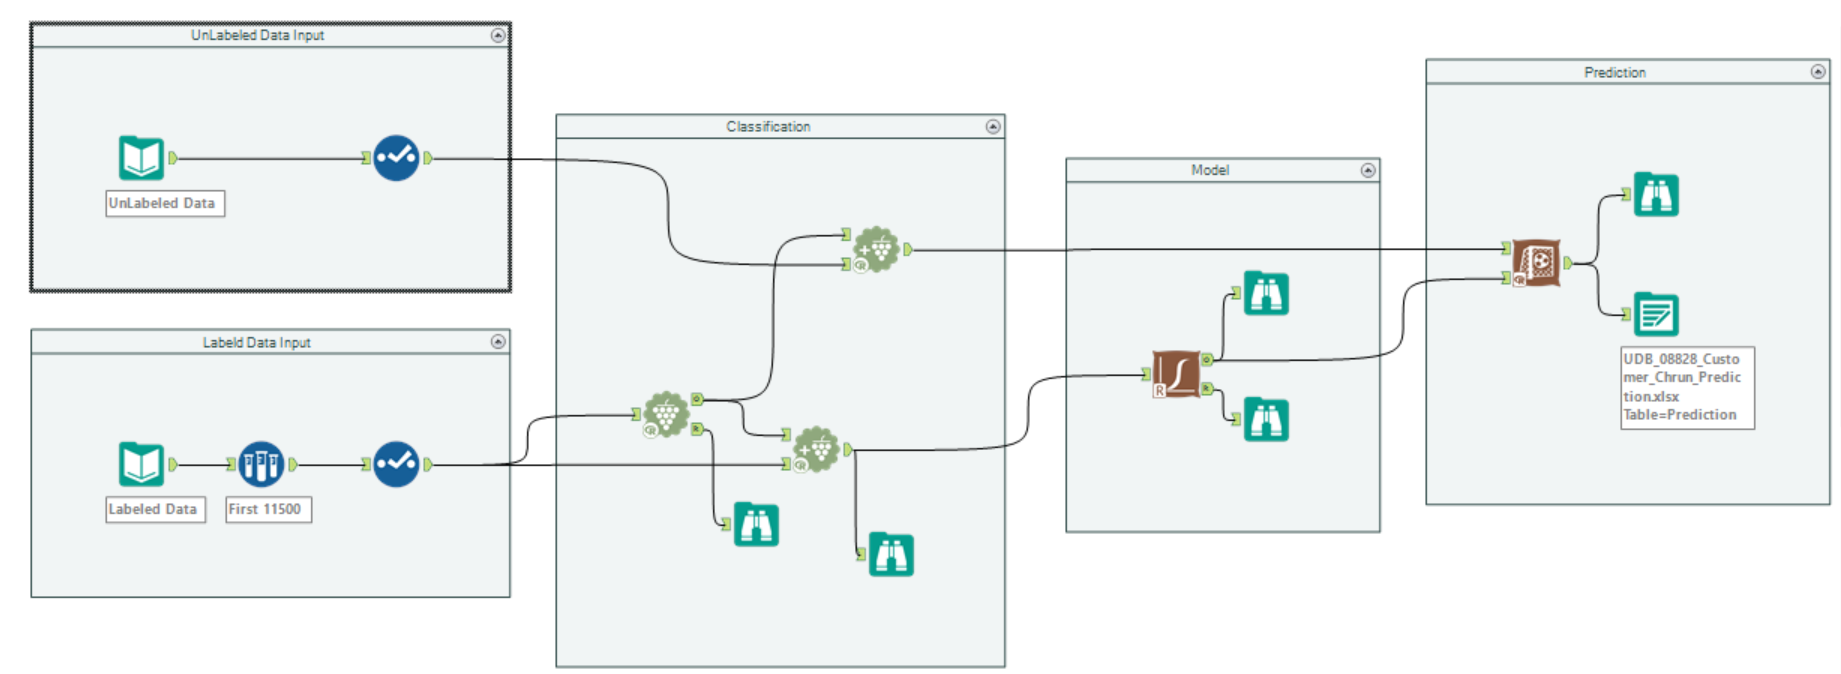 UnLabeled Data Input
UnLabeled Data
Labeld Data Input
Labeled Data
First 11500
Classification
Model
R
Prediction
UDB_08828_Custo
mer_Chrun_Predic
tion.xlsx
Table=Prediction